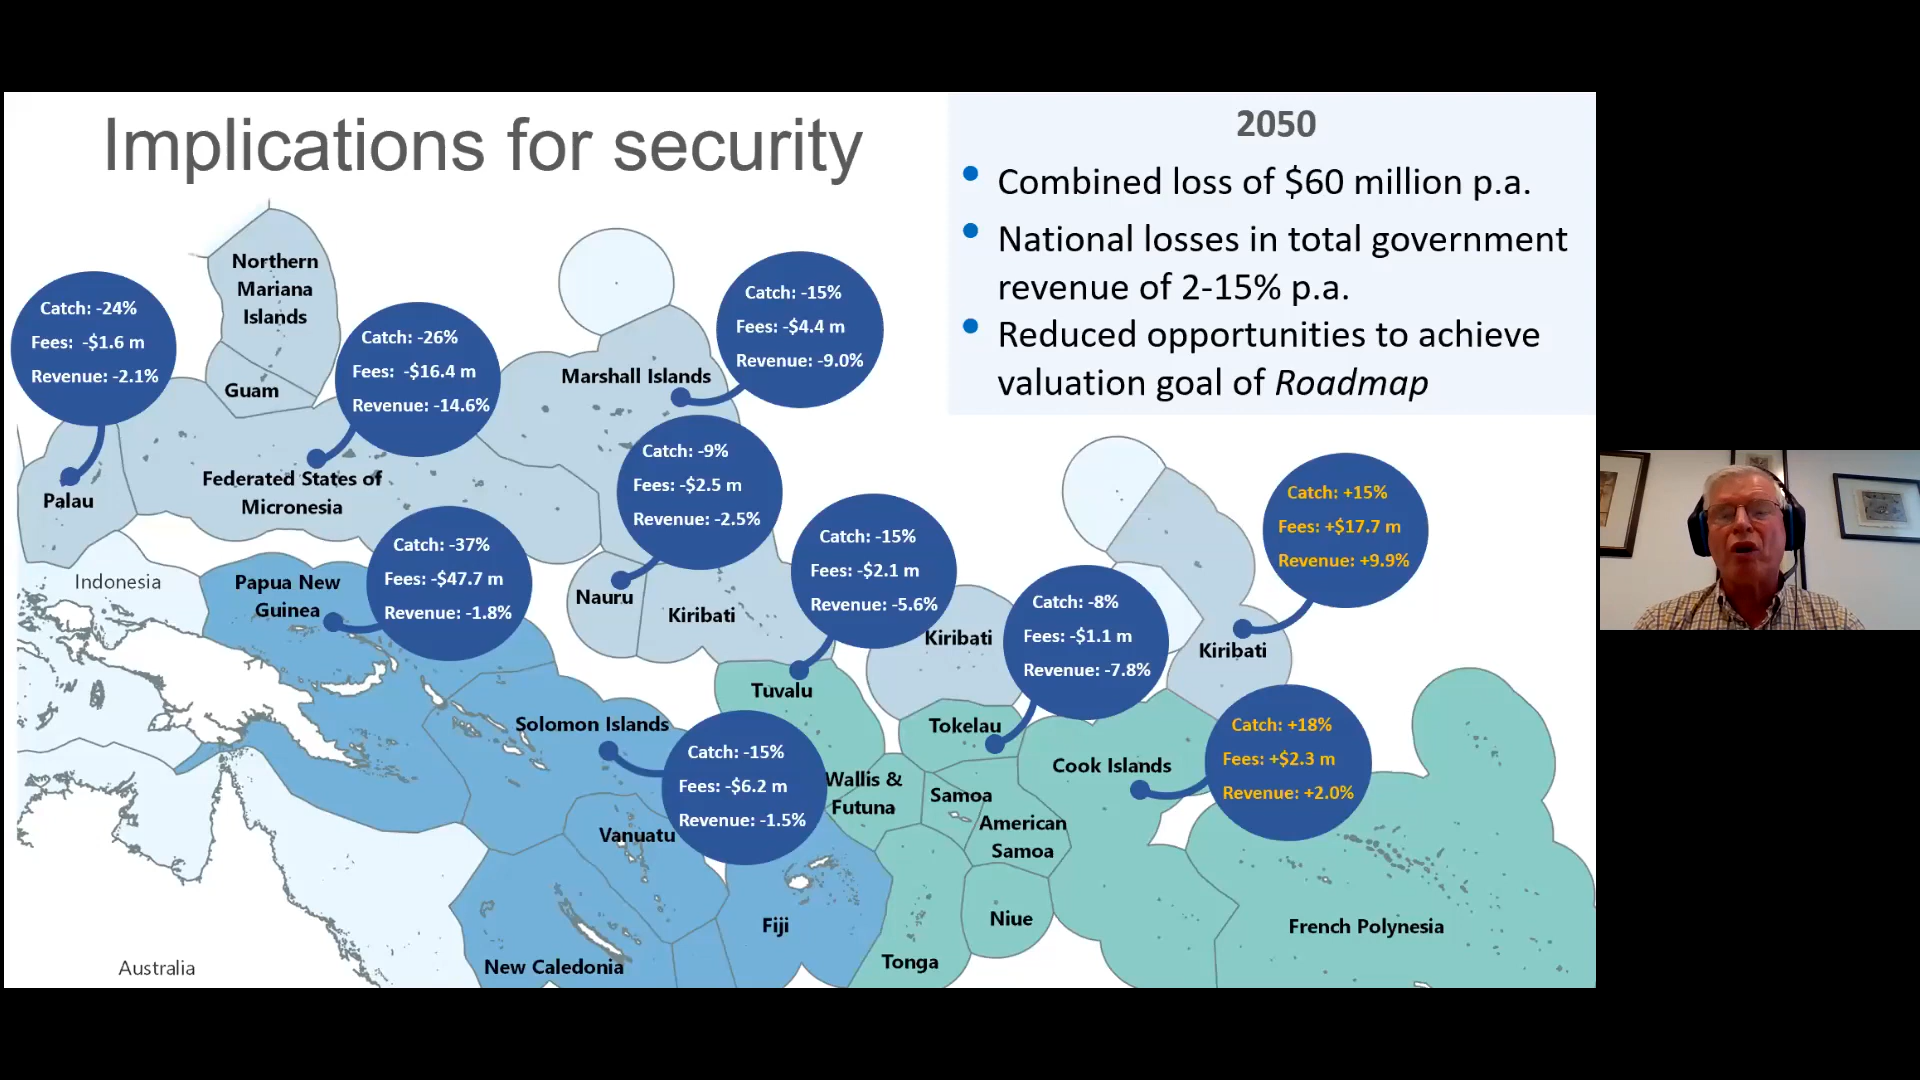 Implications for security
2050
Combined loss of $60 million p.a.
National losses in total government
revenue of 2-15% p.a.
Reduced opportunities to achieve
valuation goal of Roadmap
Northern
Mariana
Islands
Guam
Catch: -24%
Fees: -$1.6 m
Revenue: -2.1%
Palau
Catch: -26%
Fees: -$16.4 m
Revenue: -14.6%
Federated States of
Micronesia
Catch: -15%
Fees: -$4.4 m
Revenue: -9.0%
Marshall Islands
Catch: -9%
Fees: -$2.5 m
Revenue: -2.5%
Nauru
Kiribati
Indonesia
Papua New
Guinea
Catch: -37%
Fees: -$47.7 m
Revenue: -1.8%
Catch: -15%
Fees: -$2.1 m
Revenue: -5.6%
Tuvalu
Kiribati
Catch: -8%
Fees: -$1.1 m
Revenue: -7.8%
Tokelau
Catch: +15%
Fees: +$17.7 m
Revenue: +9.9%
Kiribati
Solomon Islands
Catch: -15%
Fees: -$6.2 m
Revenue: -1.5%
Catch: +18%
Fees: +$2.3 m
Revenue: +2.0%
Cook Islands
Wallis &
Futuna
Samoa
American
Samoa
Vanuatu
Fiji
Niue
Tonga
French Polynesia
New Caledonia
Australia